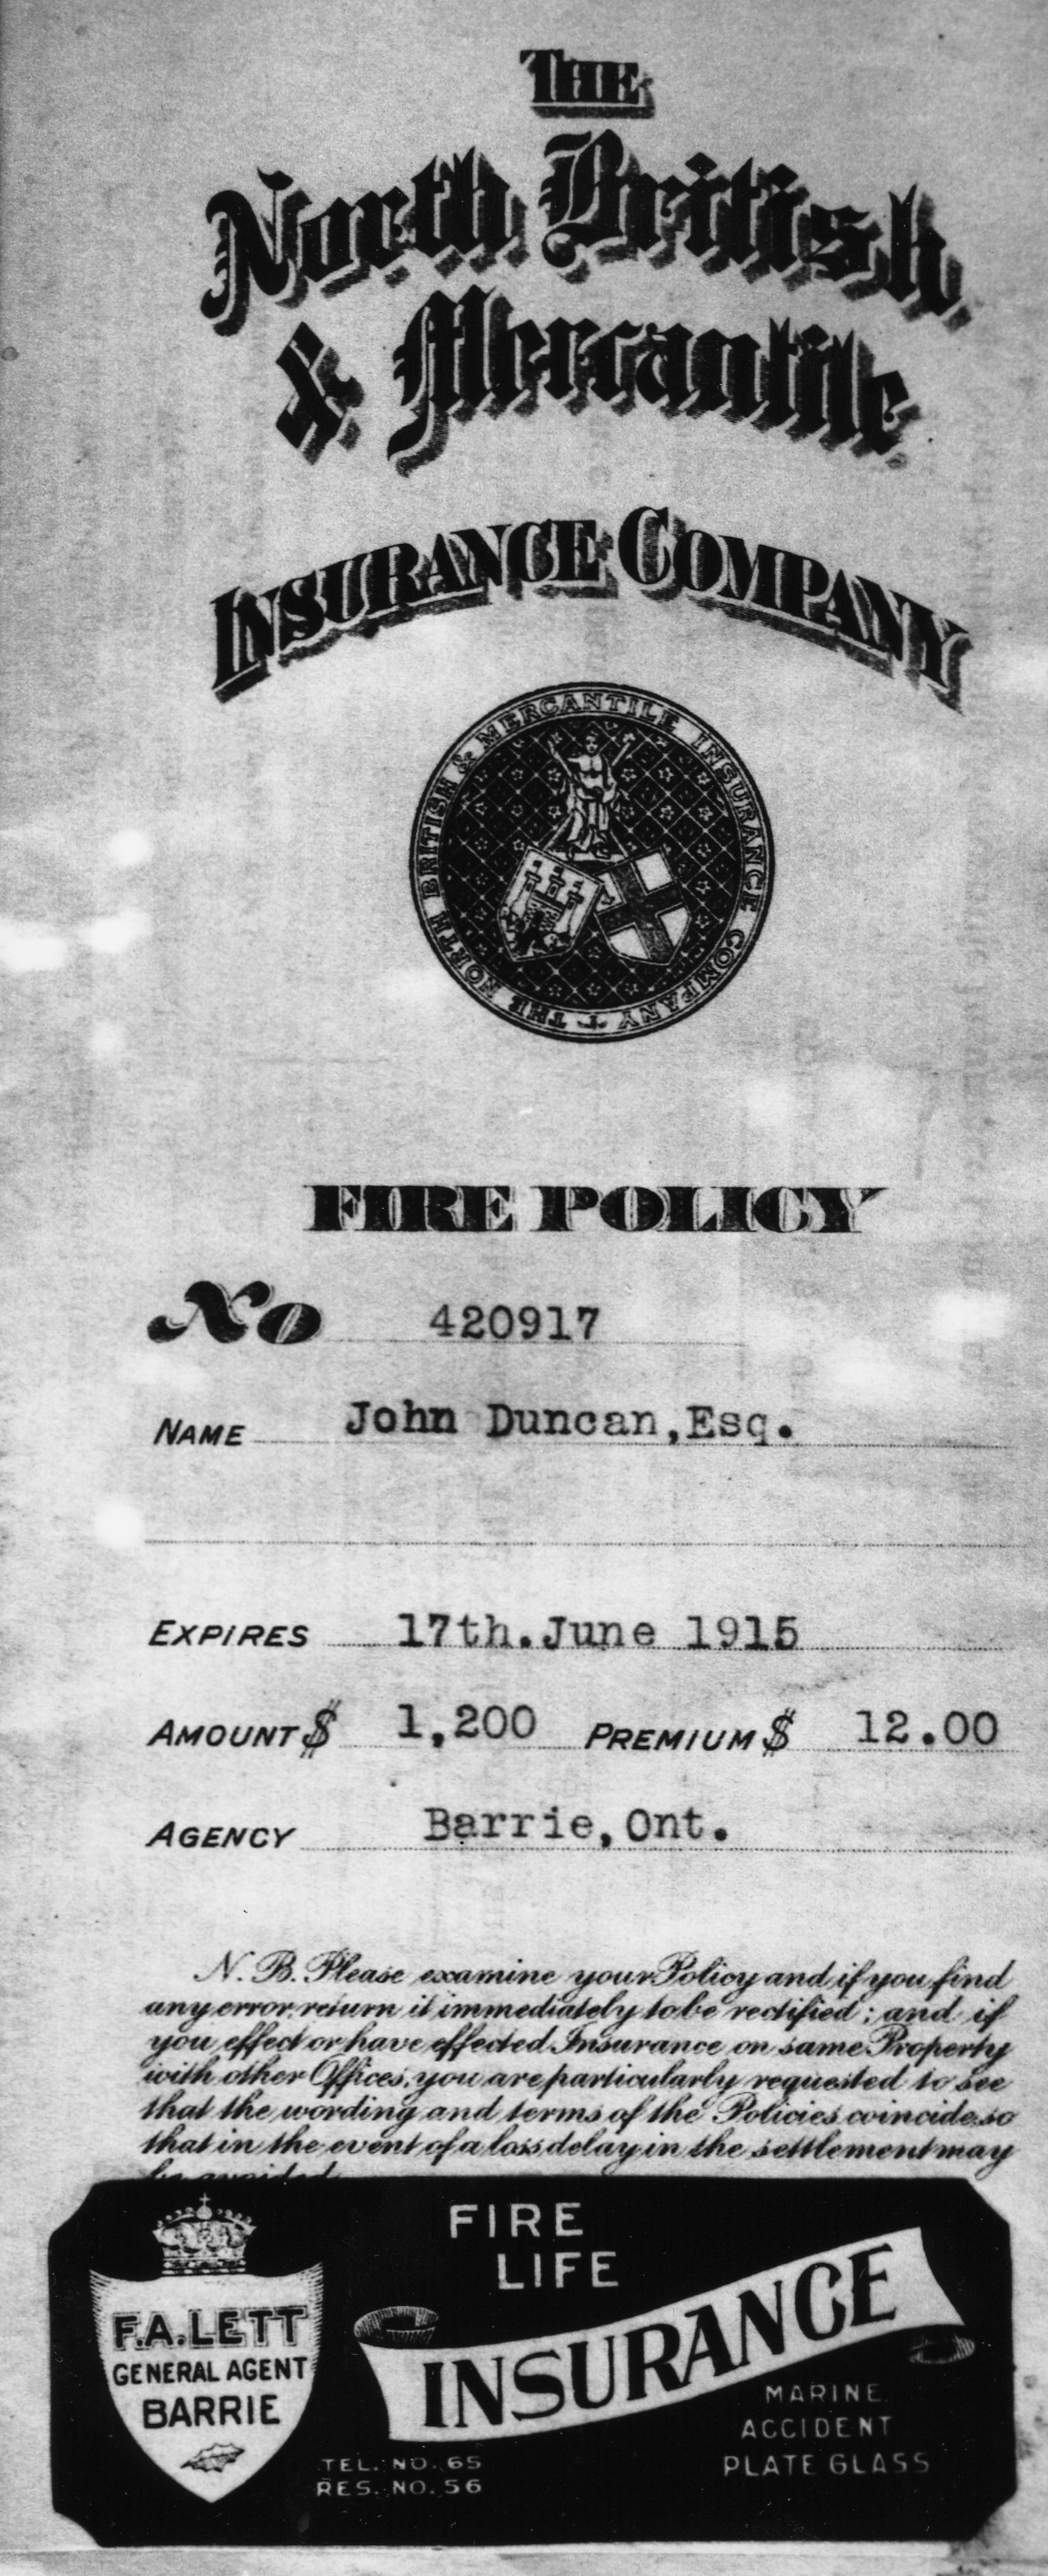 THE
North British
& Mercantile
INSURANCE COMPANY
THE NORTH BRITISH & MERCANTILE INSURANCE COMPANY
FIRE POLICY
No 420917
NAME John Duncan, Esq.
EXPIRES 17th. June 1915
AMOUNT $ 1,200 PREMIUM $ 12.00
AGENCY Barrie, Ont.
N. B. Please examine your Policy and if you find
any error, return it immediately to be rectified; and if
you effect or have effected Insurance on same Property
with other Offices, you are particularly requested to see
that the wording and terms of the Policies coincide, so
that in the event of a loss delay in the settlement may
be avoided
FIRE
LIFE
INSURANCE
F.A. LETT
GENERAL AGENT
BARRIE
MARINE
ACCIDENT
PLATE GLASS
TEL. NO. 65
RES. NO. 56